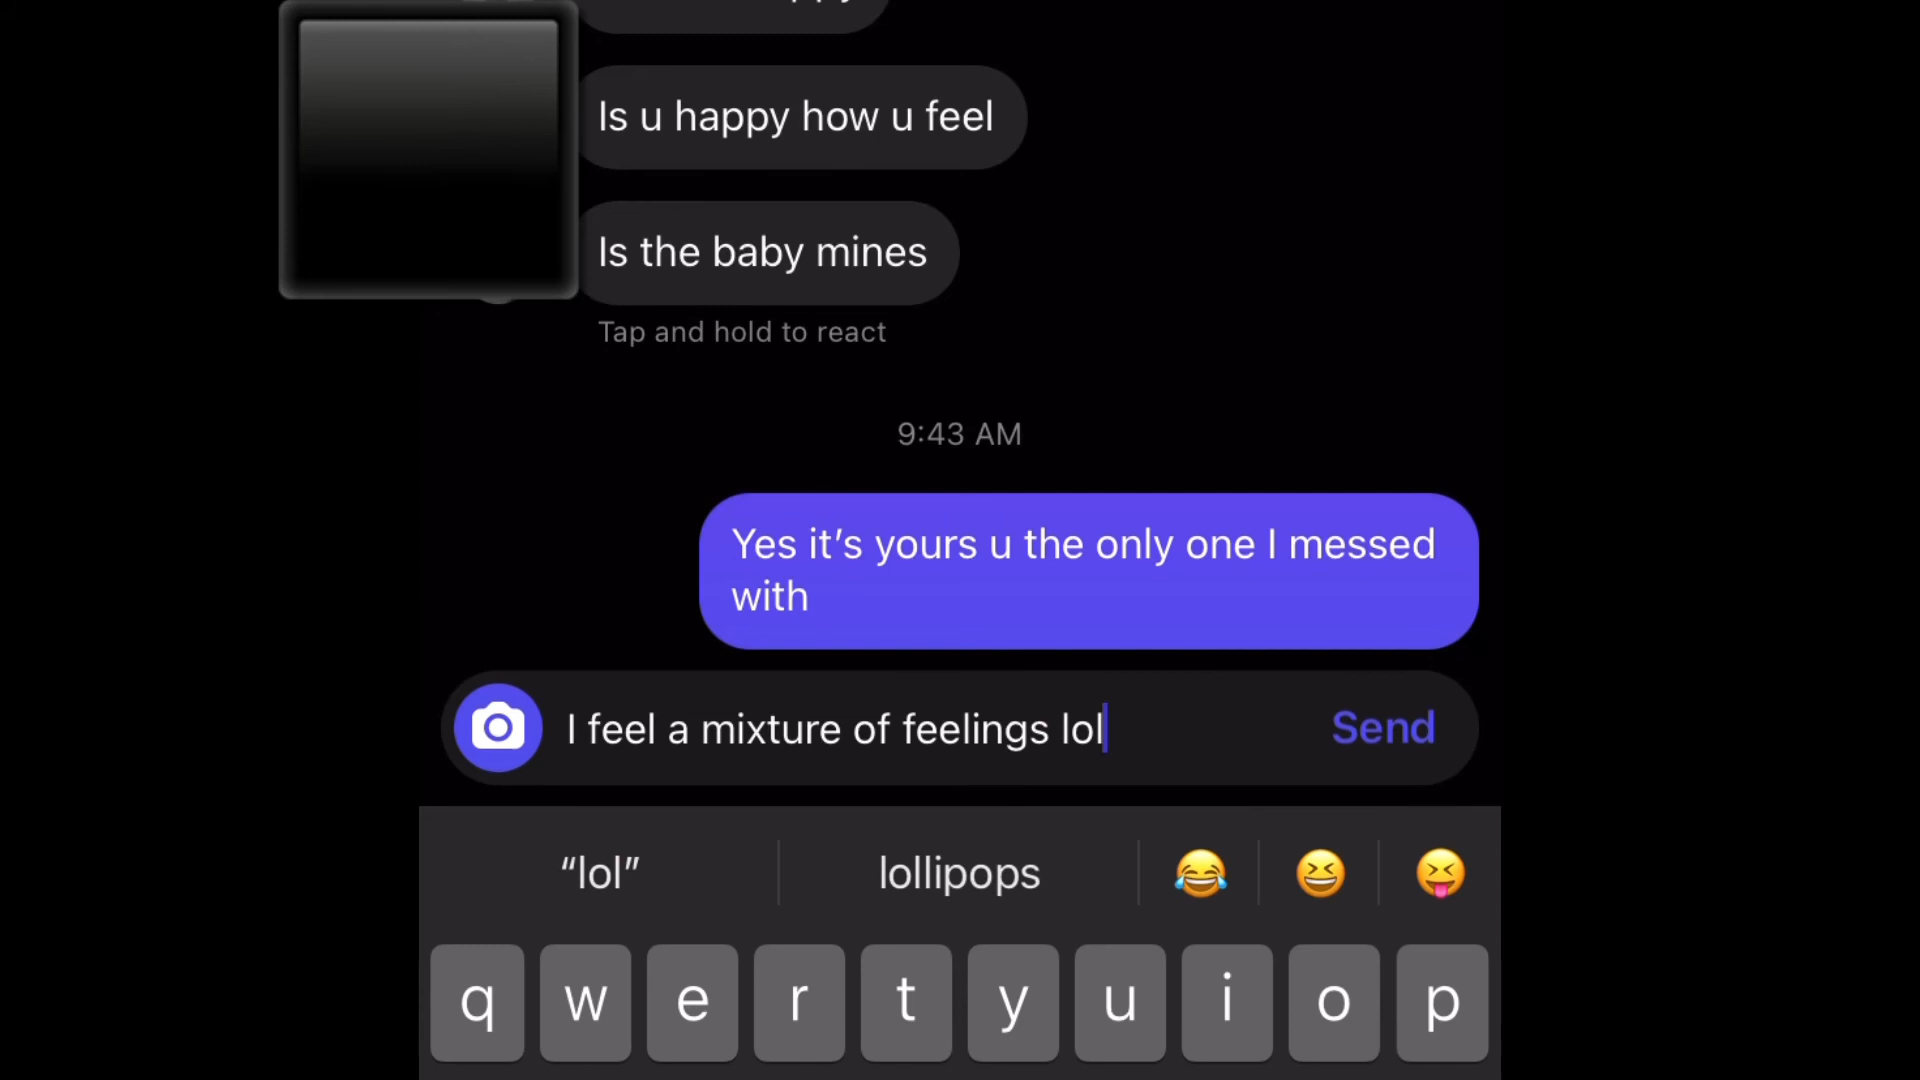 Is u happy how u feel
Is the baby mines
Tap and hold to react
9:43 AM
Yes it’s yours u the only one I messed
with
I feel a mixture of feelings lol
Send
“lol”
lollipops
q w e r t y u i o p